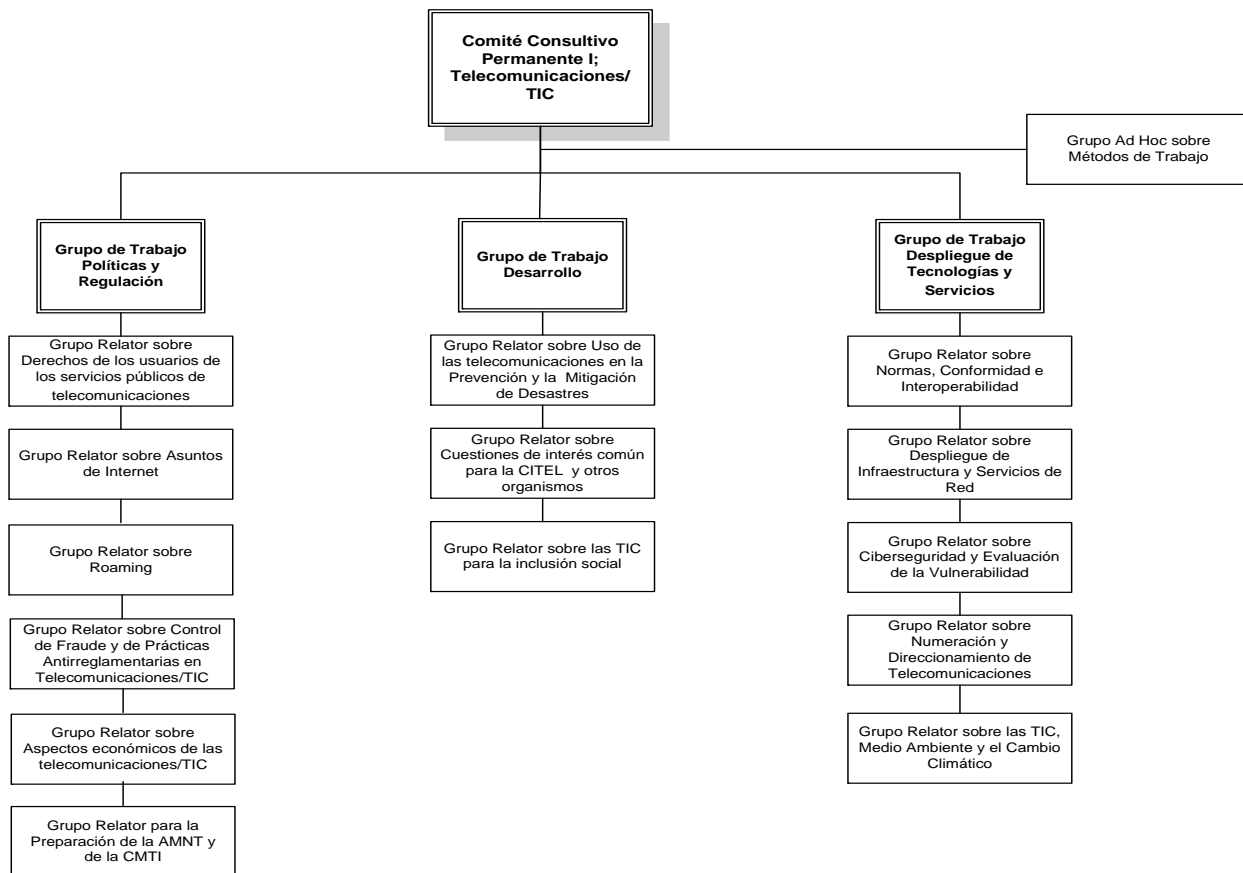 Comité Consultivo
Permanente I;
Telecomunicaciones/
TIC
Grupo Ad Hoc sobre
Métodos de Trabajo
Grupo de Trabajo
Políticas y
Regulación
Grupo Relator sobre
Derechos de los usuarios de
los servicios públicos de
telecomunicaciones
Grupo Relator sobre Asuntos
de Internet
Grupo Relator sobre
Roaming
Grupo Relator sobre Control
de Fraude y de Prácticas
Antirreglamentarias en
Telecomunicaciones/TIC
Grupo Relator sobre
Aspectos económicos de las
telecomunicaciones/TIC
Grupo Relator para la
Preparación de la AMNT y
de la CMTI
Grupo de Trabajo
Desarrollo
Grupo Relator sobre Uso de
las telecomunicaciones en la
Prevención y la Mitigación
de Desastres
Grupo Relator sobre
Cuestiones de interés común
para la CITEL y otros
organismos
Grupo Relator sobre las TIC
para la inclusión social
Grupo de Trabajo
Despliegue de
Tecnologías y
Servicios
Grupo Relator sobre
Normas, Conformidad e
Interoperabilidad
Grupo Relator sobre
Despliegue de
Infraestructura y Servicios de
Red
Grupo Relator sobre
Ciberseguridad y Evaluación
de la Vulnerabilidad
Grupo Relator sobre
Numeración y
Direccionamiento de
Telecomunicaciones
Grupo Relator sobre las TIC,
Medio Ambiente y el Cambio
Climático